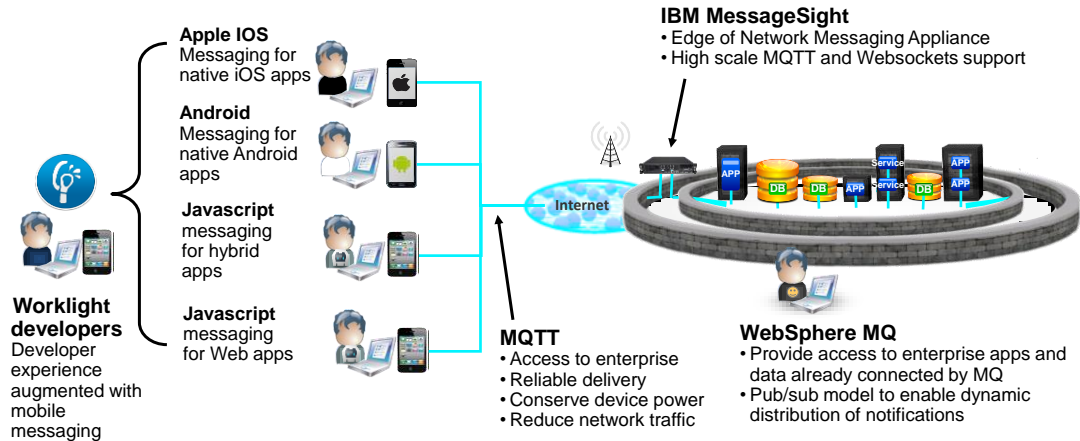 Apple IOS
Messaging for
native iOS apps
Android
Messaging for
native Android
apps
Javascript
messaging
for hybrid
apps
Javascript
messaging
for Web apps
Worklight
developers
Developer
experience
augmented with
mobile
messaging
MQTT
• Access to enterprise
• Reliable delivery
• Conserve device power
• Reduce network traffic
Internet
IBM MessageSight
• Edge of Network Messaging Appliance
• High scale MQTT and Websockets support
APP
DB
DB
APP
Service
Service
DB
APP
APP
WebSphere MQ
• Provide access to enterprise apps and
data already connected by MQ
• Pub/sub model to enable dynamic
distribution of notifications